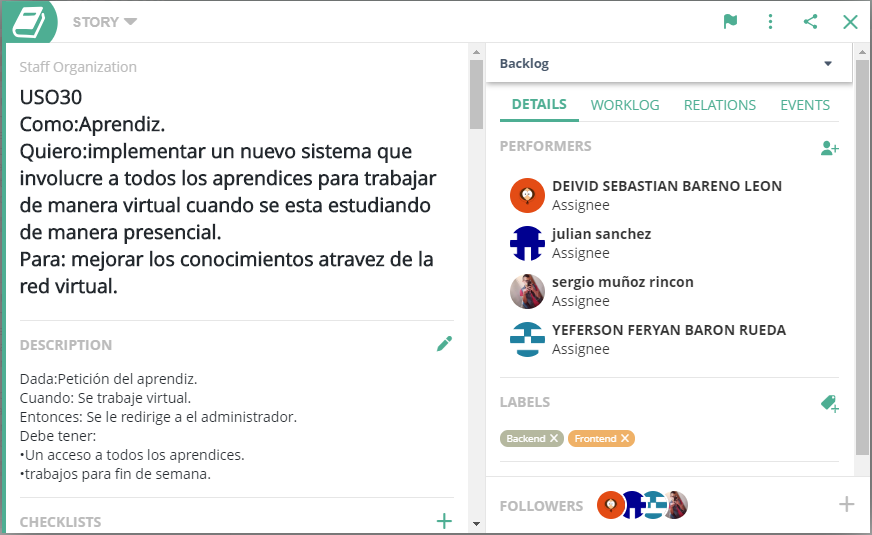 STORY
Staff Organization
USO30
Como:Aprendiz.
Quiero:implementar un nuevo sistema que
involucre a todos los aprendices para trabajar
de manera virtual cuando se esta estudiando
de manera presencial.
Para: mejorar los conocimientos atravez de la
red virtual.
DESCRIPTION
Dada:Petición del aprendiz.
Cuando: Se trabaje virtual.
Entonces: Se le redirige a el administrador.
Debe tener:
•Un acceso a todos los aprendices.
•trabajos para fin de semana.
CHECKLISTS
Backlog
DETAILS WORKLOG RELATIONS EVENTS
PERFORMERS
DEIVID SEBASTIAN BARENO LEON
Assignee
julian sanchez
Assignee
sergio muñoz rincon
Assignee
YEFERSON FERYAN BARON RUEDA
Assignee
LABELS
Backend Frontend
FOLLOWERS